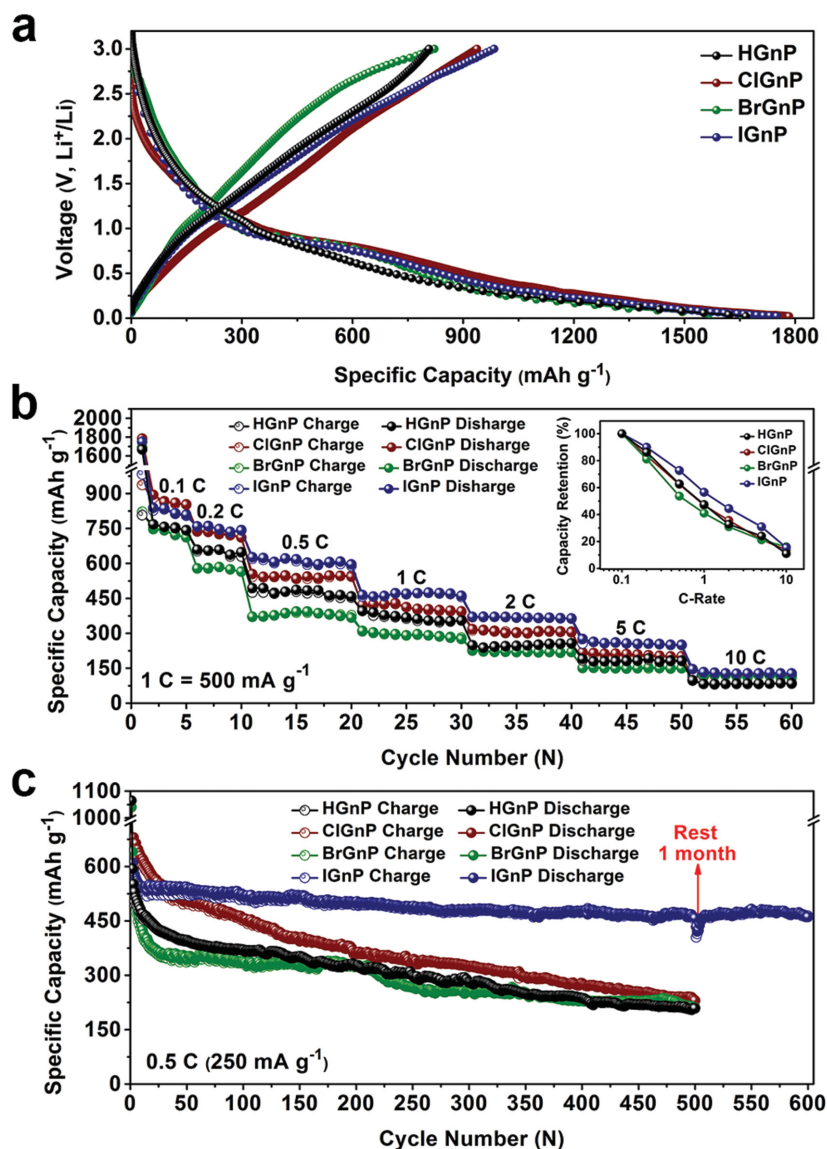 a
HGnP
ClGnP
BrGnP
IGnP
Voltage (V, Li⁺/Li)
3.0
2.5
2.0
1.5
1.0
0.5
0.0
0 300 600 900 1200 1500 1800
Specific Capacity (mAh g⁻¹)
b
Specific Capacity (mAh g⁻¹)
2000
1800
1600
900
750
600
450
300
150
0
HGnP Charge HGnP Disharge
ClGnP Charge ClGnP Disharge
BrGnP Charge BrGnP Discharge
IGnP Charge IGnP Disharge
0.1 C
0.2 C
0.5 C
1 C
2 C
5 C
10 C
1 C = 500 mA g⁻¹
Capacity Retention (%)
100
80
60
40
20
0
HGnP
ClGnP
BrGnP
IGnP
0.1 1 10
C-Rate
0 5 10 15 20 25 30 35 40 45 50 55 60
Cycle Number (N)
c
Specific Capacity (mAh g⁻¹)
1100
1000
600
450
300
150
0
HGnP Charge HGnP Discharge
ClGnP Charge ClGnP Discharge
BrGnP Charge BrGnP Discharge
IGnP Charge IGnP Discharge
Rest
1 month
0.5 C (250 mA g⁻¹)
0 50 100 150 200 250 300 350 400 450 500 550 600
Cycle Number (N)